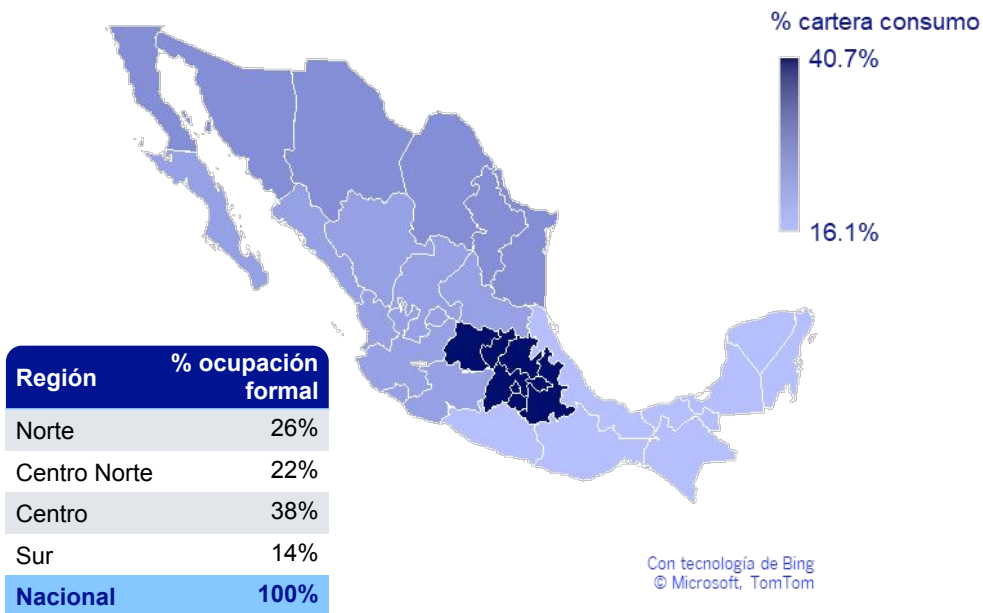 % cartera consumo
40.7%
16.1%
Región % ocupación formal
Norte 26%
Centro Norte 22%
Centro 38%
Sur 14%
Nacional 100%
Con tecnología de Bing
© Microsoft, TomTom